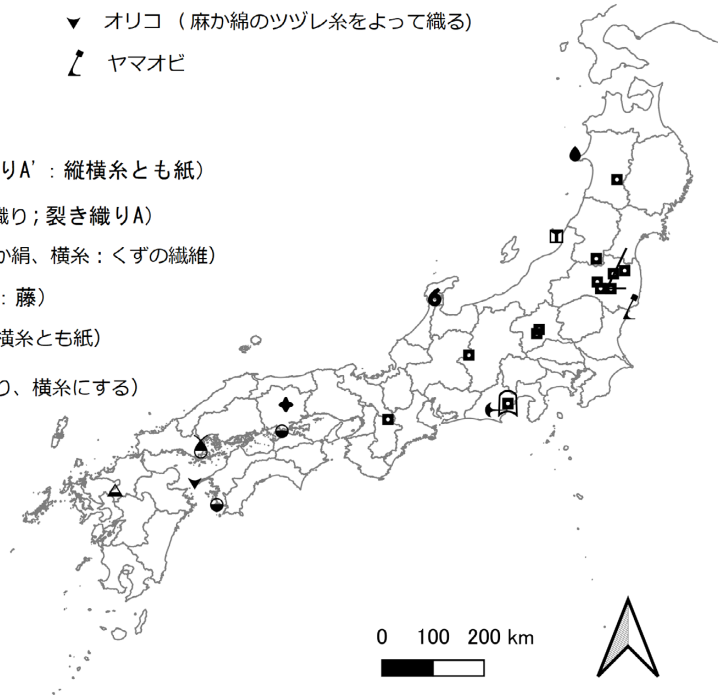 オリコ （麻か綿のツヅレ糸をよって織る)
ヤマオビ
りA'：縦横糸とも紙）
織り；裂き織りA）
か絹、横糸：くずの繊維）
：藤）
横糸とも紙）
り、横糸にする）
0 100 200 km